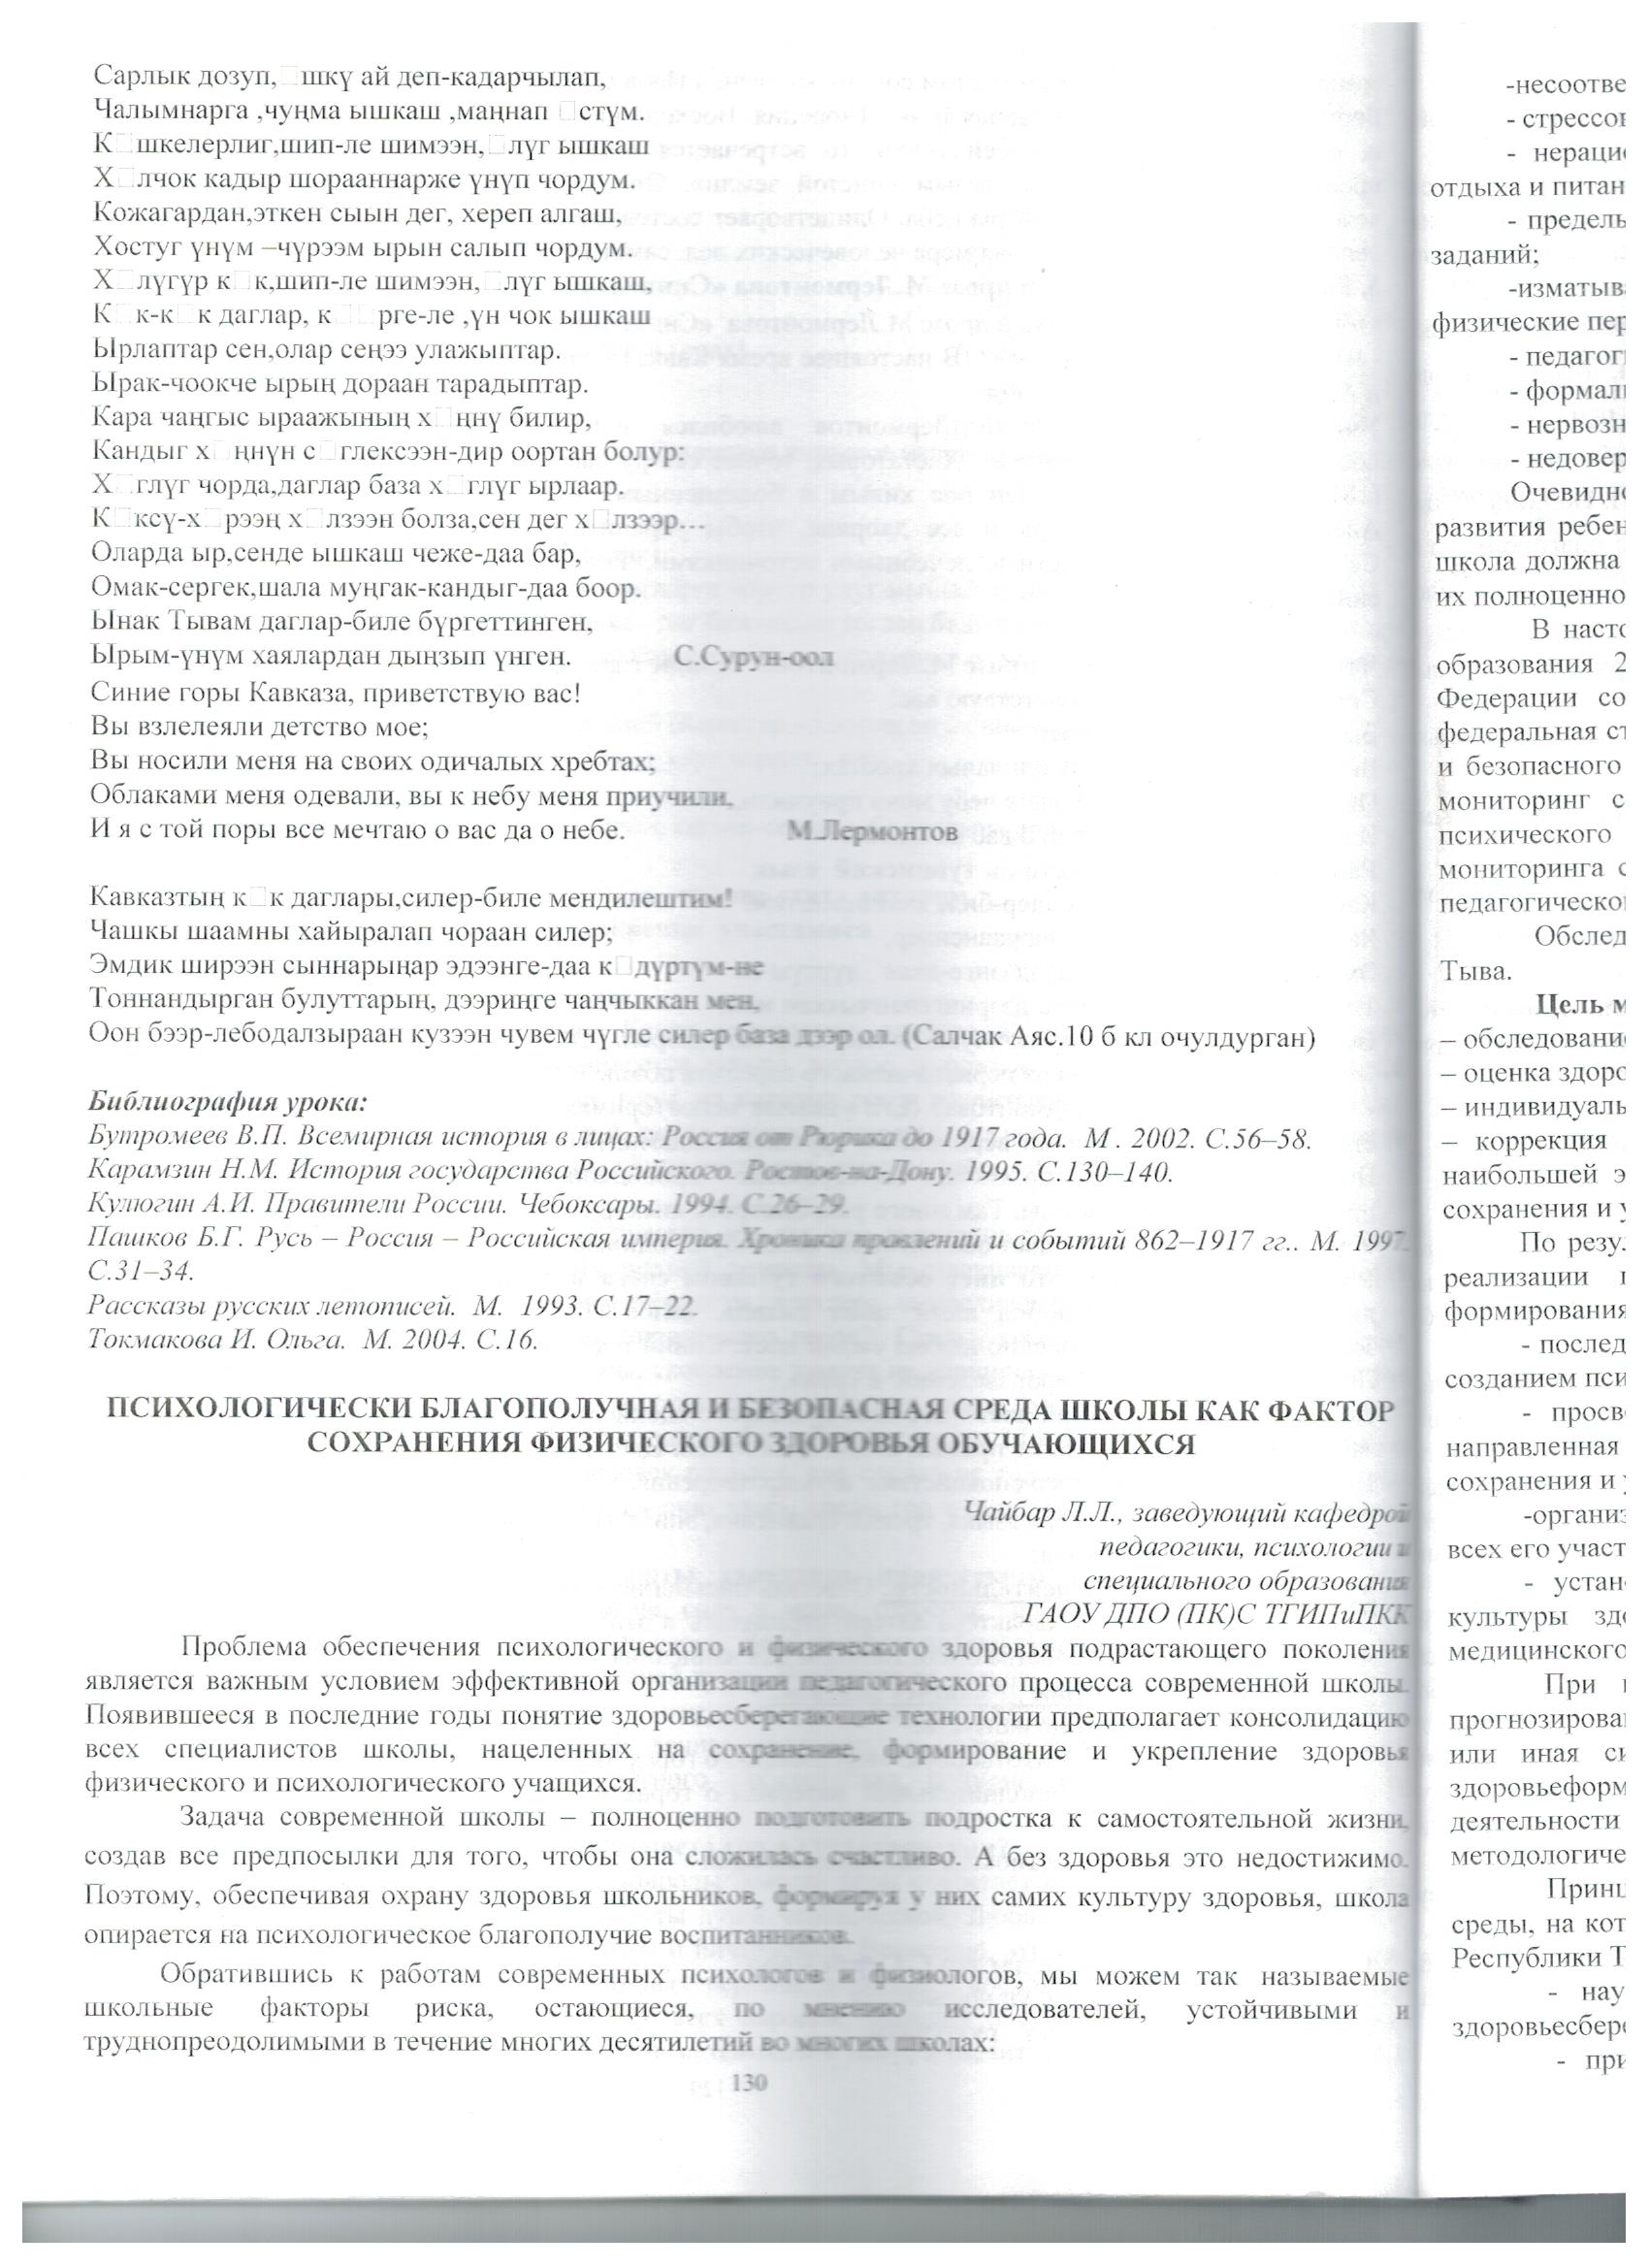 Сарлык дозуп,□шкү ай деп-кадарчылап,
Чалымнарга ,чуңма ышкаш ,маңнап □стүм.
К□шкелерлиг,шип-ле шимээн,□лүг ышкаш
Х□лчок кадыр шорааннарже үнүп чордум.
Кожагардан,эткен сыын дег, хереп алгаш,
Хостуг үнүм –чүрээм ырын салып чордум.
Х□лүгүр к□к,шип-ле шимээн,□лүг ышкаш,
К□к-к□к даглар, к□□рге-ле ,үн чок ышкаш
Ырлаптар сен,олар сеңээ улажыптар.
Ырак-чоокче ырың дораан тарадыптар.
Кара чаңгыс ыраажының х□ңнү билир,
Кандыг х□ңнүн с□глексээн-дир оортан болур:
Х□глүг чорда,даглар база х□глүг ырлаар.
К□ксү-х□рээң х□лзээн болза,сен дег х□лзээр…
Оларда ыр,сенде ышкаш чеже-даа бар,
Омак-сергек,шала муңгак-кандыг-даа боор.
Ынак Тывам даглар-биле бүргеттинген,
Ырым-үнүм хаялардан дыңзып үнген. С.Сурун-оол
Синие горы Кавказа, приветствую вас!
Вы взлелеяли детство мое;
Вы носили меня на своих одичалых хребтах;
Облаками меня одевали, вы к небу меня приучили,
И я с той поры все мечтаю о вас да о небе. М.Лермонтов
Кавказтың к□к даглары,силер-биле мендилештим!
Чашкы шаамны хайыралап чораан силер;
Эмдик ширээн сыннарыңар эдээнге-даа к□дүртүм-не
Тоннандырган булуттарың, дээриңге чаңчыккан мен,
Оон бээр-лебодалзыраан кузээн чувем чүгле силер база дээр ол. (Салчак Аяс.10 б кл очулдурган)
Библиография урока:
Бутромеев В.П. Всемирная история в лицах: Россия от Рюрика до 1917 года. М . 2002. С.56–58.
Карамзин Н.М. История государства Российского. Ростов-на-Дону. 1995. С.130–140.
Кулюгин А.И. Правители России. Чебоксары. 1994. С.26–29.
Пашков Б.Г. Русь – Россия – Российская империя. Хроника правлений и событий 862–1917 гг.. М. 1997.
С.31–34.
Рассказы русских летописей. М. 1993. С.17–22.
Токмакова И. Ольга. М. 2004. С.16.
ПСИХОЛОГИЧЕСКИ БЛАГОПОЛУЧНАЯ И БЕЗОПАСНАЯ СРЕДА ШКОЛЫ КАК ФАКТОР
СОХРАНЕНИЯ ФИЗИЧЕСКОГО ЗДОРОВЬЯ ОБУЧАЮЩИХСЯ
Чайбар Л.Л., заведующий кафедрой
педагогики, психологии и
специального образования
ГАОУ ДПО (ПК)С ТГИПиПКК
Проблема обеспечения психологического и физического здоровья подрастающего поколения
является важным условием эффективной организации педагогического процесса современной школы.
Появившееся в последние годы понятие здоровьесберегающие технологии предполагает консолидацию
всех специалистов школы, нацеленных на сохранение, формирование и укрепление здоровья
физического и психологического учащихся.
Задача современной школы – полноценно подготовить подростка к самостоятельной жизни,
создав все предпосылки для того, чтобы она сложилась счастливо. А без здоровья это недостижимо.
Поэтому, обеспечивая охрану здоровья школьников, формируя у них самих культуру здоровья, школа
опирается на психологическое благополучие воспитанников.
Обратившись к работам современных психологов и физиологов, мы можем так называемые
школьные факторы риска, остающиеся, по мнению исследователей, устойчивыми и
труднопреодолимыми в течение многих десятилетий во многих школах:
130
-несоотве
- стрессог
- нерацио
отдыха и питан
- предель
заданий;
-изматыва
физические пер
- педагоги
- формаль
- нервозн
- недовер
Очевидно
развития ребен
школа должна
их полноценно
В насто
образования 2
Федерации со
федеральная ст
и безопасного
мониторинг с
психического
мониторинга с
педагогическог
Обслед
Тыва.
Цель м
– обследование
– оценка здоро
– индивидуаль
– коррекция
наибольшей э
сохранения и у
По резул
реализации п
формирования
- послед
созданием пси
- просве
направленная
сохранения и у
-организ
всех его участ
- устано
культуры здо
медицинского
При п
прогнозирован
или иная си
здоровьеформ
деятельности
методологиче
Принц
среды, на кот
Республики Т
- нау
здоровьесбере
- при